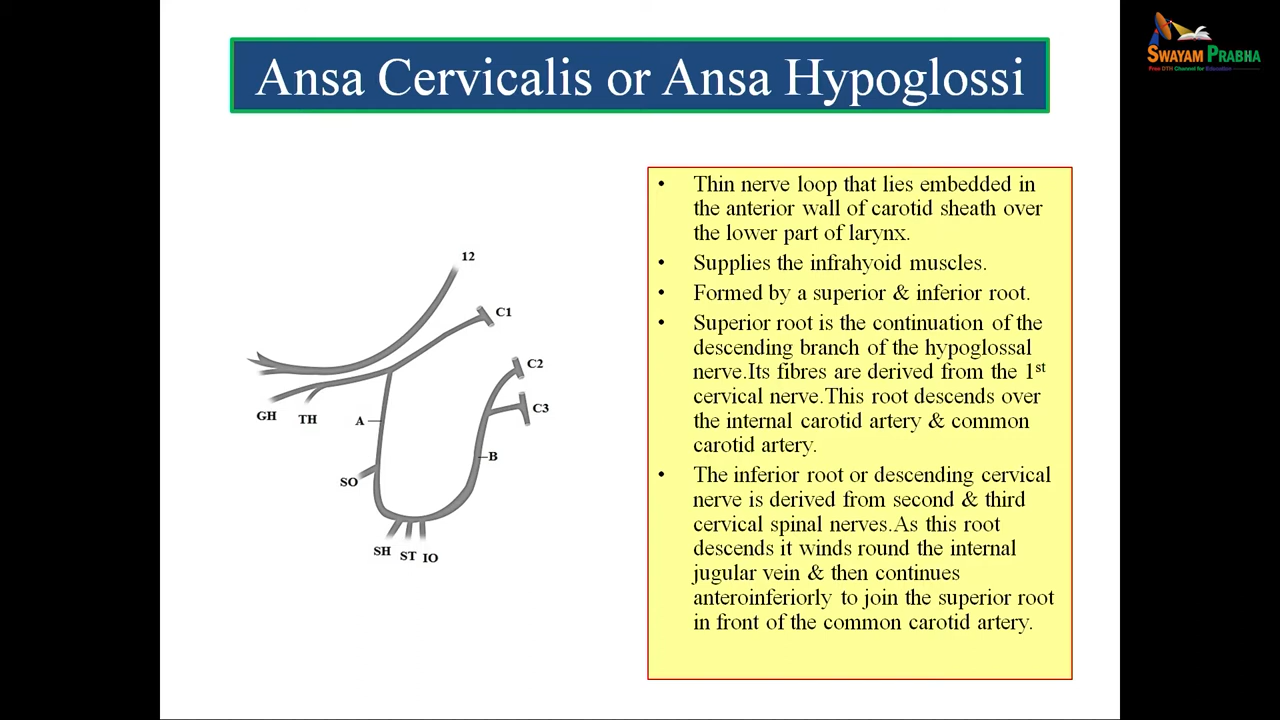 SWAYAM PRABHA
Free DTH Channel for Education
Ansa Cervicalis or Ansa Hypoglossi
12
C1
C2
C3
GH
TH
A
B
SO
SH ST IO
• Thin nerve loop that lies embedded in
the anterior wall of carotid sheath over
the lower part of larynx.
• Supplies the infrahyoid muscles.
• Formed by a superior & inferior root.
• Superior root is the continuation of the
descending branch of the hypoglossal
nerve.Its fibres are derived from the 1st
cervical nerve.This root descends over
the internal carotid artery & common
carotid artery.
• The inferior root or descending cervical
nerve is derived from second & third
cervical spinal nerves.As this root
descends it winds round the internal
jugular vein & then continues
anteroinferiorly to join the superior root
in front of the common carotid artery.